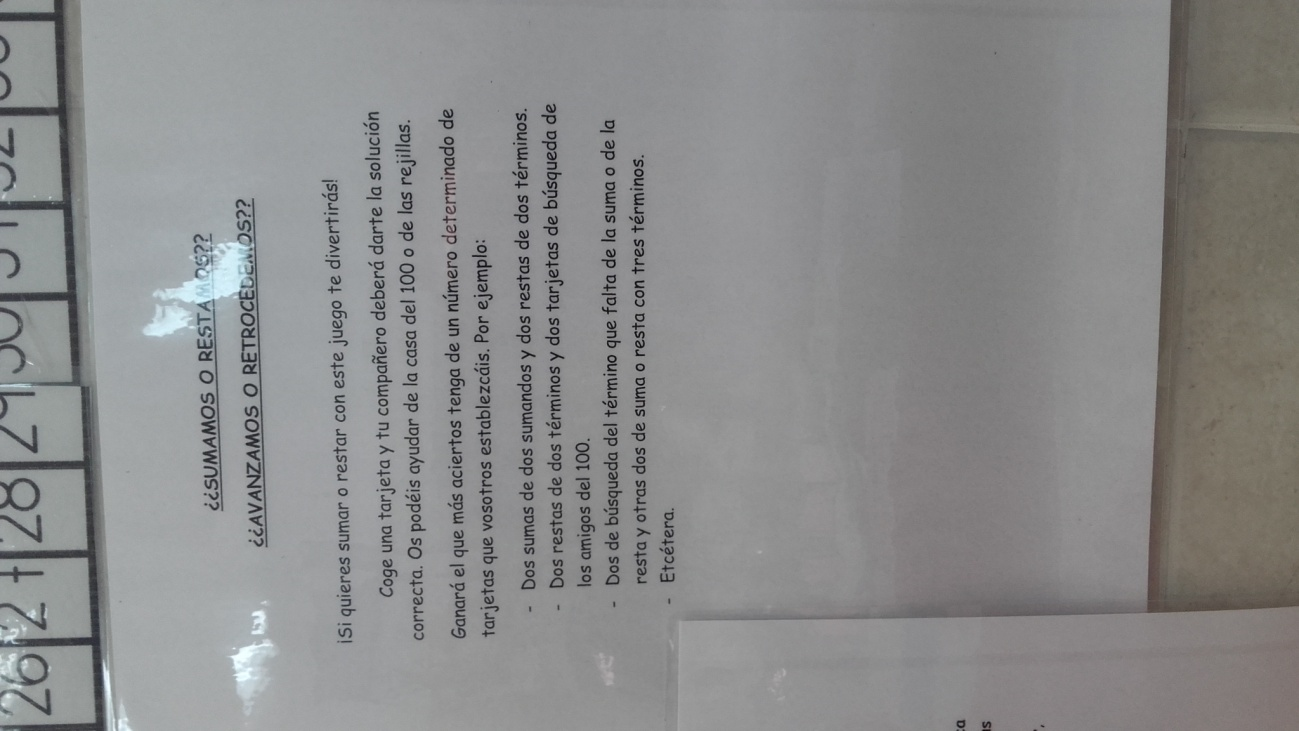 26 27 28 29 30 31 32
¿¿SUMAMOS O RESTAMOS??
¿¿AVANZAMOS O RETROCEDEMOS??
¡Si quieres sumar o restar con este juego te divertirás!
Coge una tarjeta y tu compañero deberá darte la solución
correcta. Os podéis ayudar de la casa del 100 o de las rejillas.
Ganará el que más aciertos tenga de un número determinado de
tarjetas que vosotros establezcáis. Por ejemplo:
- Dos sumas de dos sumandos y dos restas de dos términos.
- Dos restas de dos términos y dos tarjetas de búsqueda de
los amigos del 100.
- Dos de búsqueda del término que falta de la suma o de la
resta y otras dos de suma o resta con tres términos.
- Etcétera.